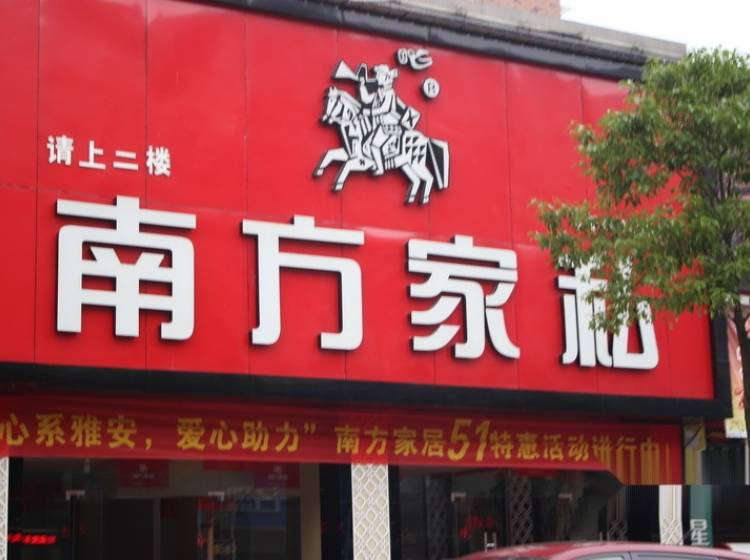 请上二楼
南方家私
心系雅安，爱心助力”南方家居51特惠活动进行中
星